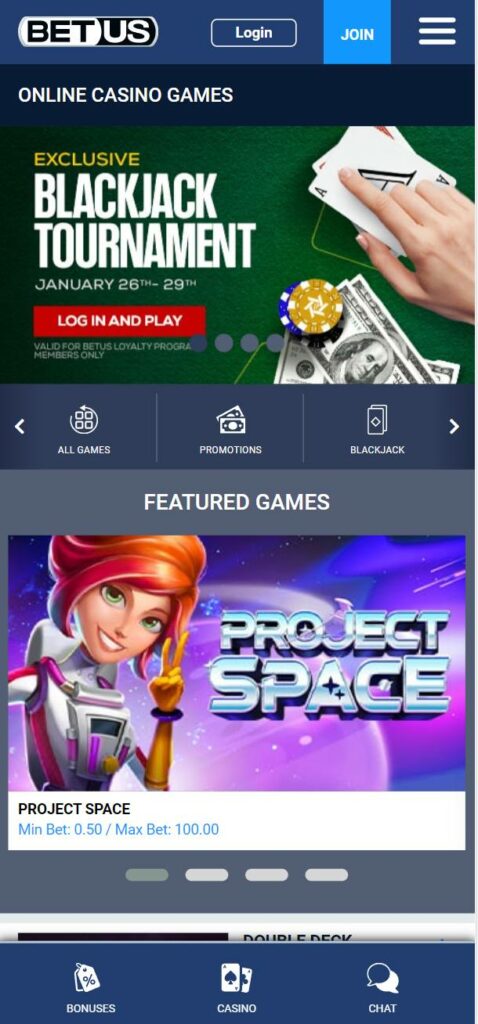 BETUS
Login
JOIN
ONLINE CASINO GAMES
EXCLUSIVE
BLACKJACK
TOURNAMENT
JANUARY 26TH- 29TH
LOG IN AND PLAY
VALID FOR BETUS LOYALTY PROGRA
MEMBERS ONLY
A
A
ALL GAMES
PROMOTIONS
BLACKJACK
FEATURED GAMES
PROJECT
SPACE
PROJECT SPACE
Min Bet: 0.50 / Max Bet: 100.00
DOUBLE DECK
BONUSES
CASINO
CHAT